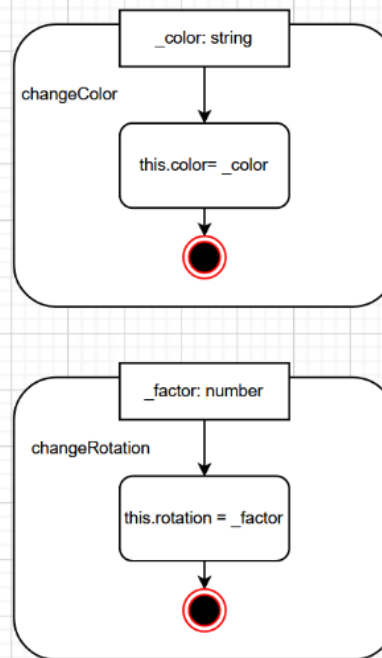 _color: string
changeColor
this.color= _color
_factor: number
changeRotation
this.rotation = _factor